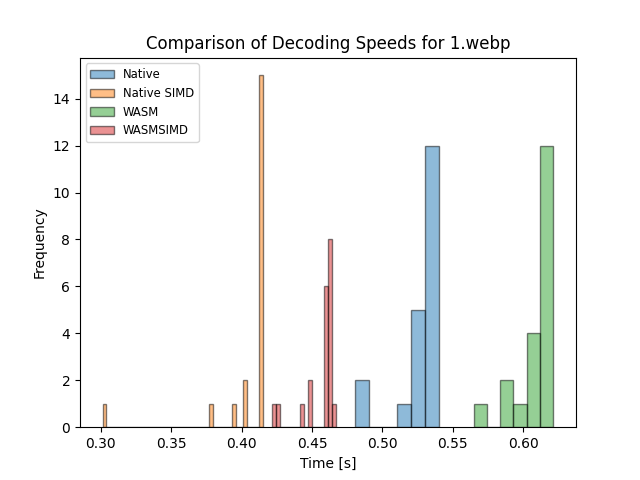 Comparison of Decoding Speeds for 1.webp
Native
Native SIMD
WASM
WASMSIMD
14
12
10
8
6
4
2
0
Frequency
0.30 0.35 0.40 0.45 0.50 0.55 0.60
Time [s]